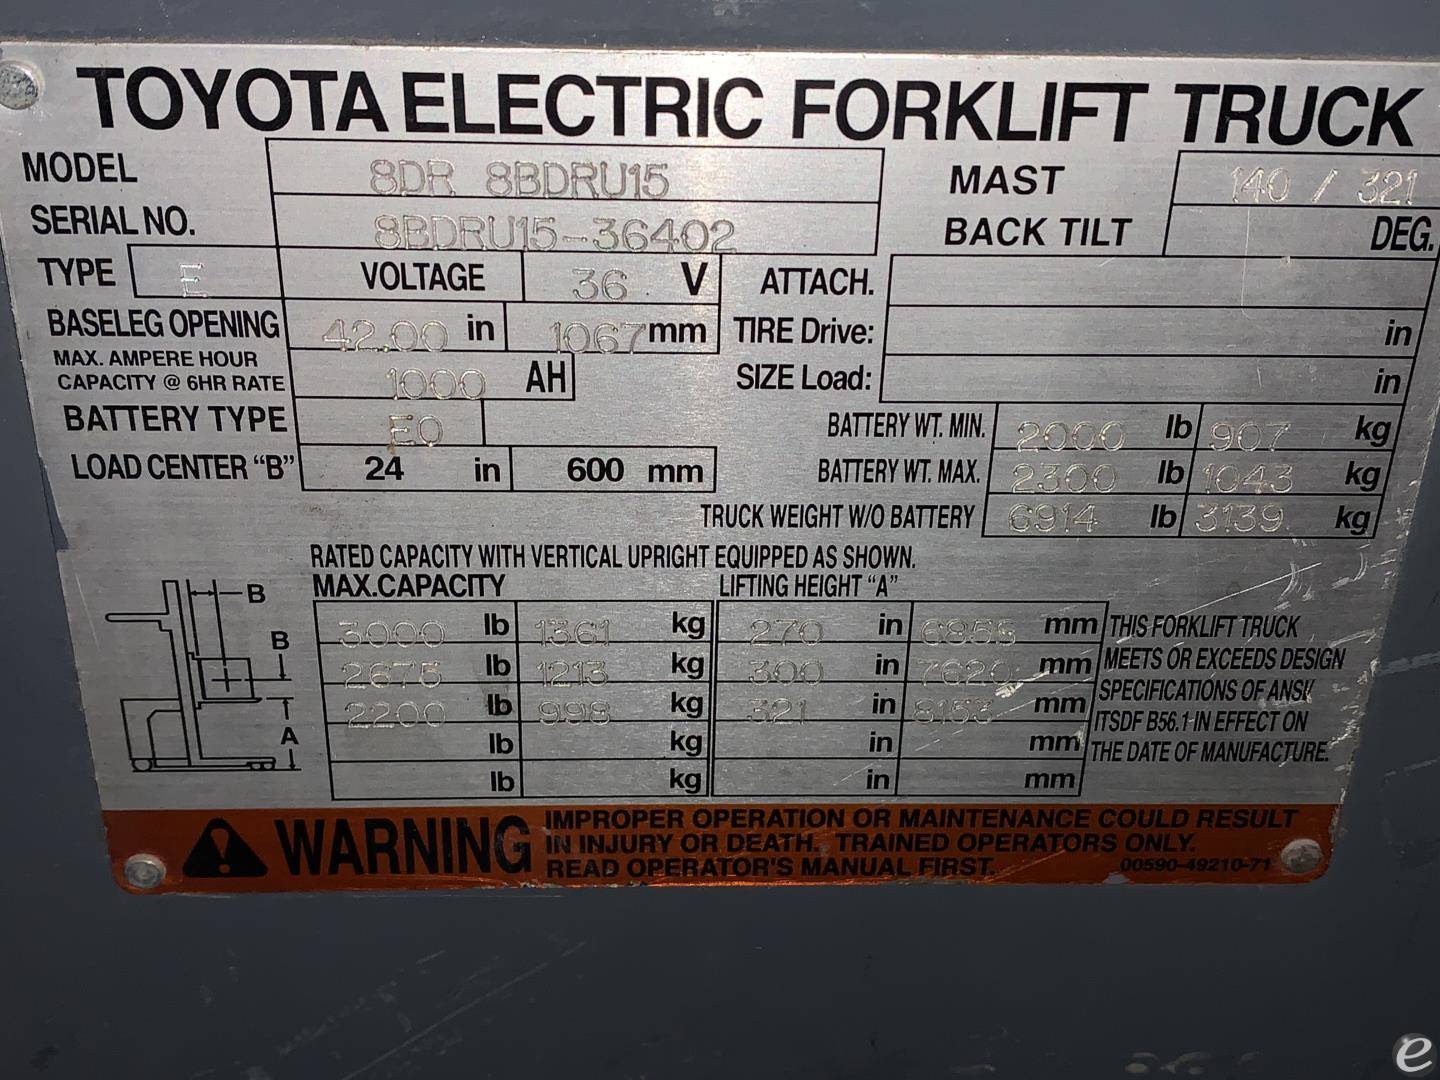 TOYOTA ELECTRIC FORKLIFT TRUCK
MODEL 8DR 8BDRU15 MAST 140 / 321
SERIAL NO. 8BDRU15-36402 BACK TILT DEG.
TYPE E VOLTAGE 36 V ATTACH.
BASELEG OPENING 42.00 in 1067 mm TIRE Drive: in
MAX. AMPERE HOUR
CAPACITY @ 6HR RATE 1000 AH SIZE Load: in
BATTERY TYPE EO BATTERY WT. MIN. 2000 lb 907 kg
LOAD CENTER "B" 24 in 600 mm BATTERY WT. MAX. 2300 lb 1043 kg
TRUCK WEIGHT W/O BATTERY 6914 lb 3139 kg
RATED CAPACITY WITH VERTICAL UPRIGHT EQUIPPED AS SHOWN.
MAX.CAPACITY LIFTING HEIGHT "A"
3000 lb 1361 kg 270 in 6855 mm
2675 lb 1213 kg 300 in 7620 mm
2200 lb 998 kg 321 in 8153 mm
lb kg in mm
lb kg in mm
B
B
A
THIS FORKLIFT TRUCK
MEETS OR EXCEEDS DESIGN
SPECIFICATIONS OF ANSI/
ITSDF B56.1 IN EFFECT ON
THE DATE OF MANUFACTURE.
WARNING
IMPROPER OPERATION OR MAINTENANCE COULD RESULT
IN INJURY OR DEATH. TRAINED OPERATORS ONLY.
READ OPERATOR'S MANUAL FIRST.
00590-49210-71
e